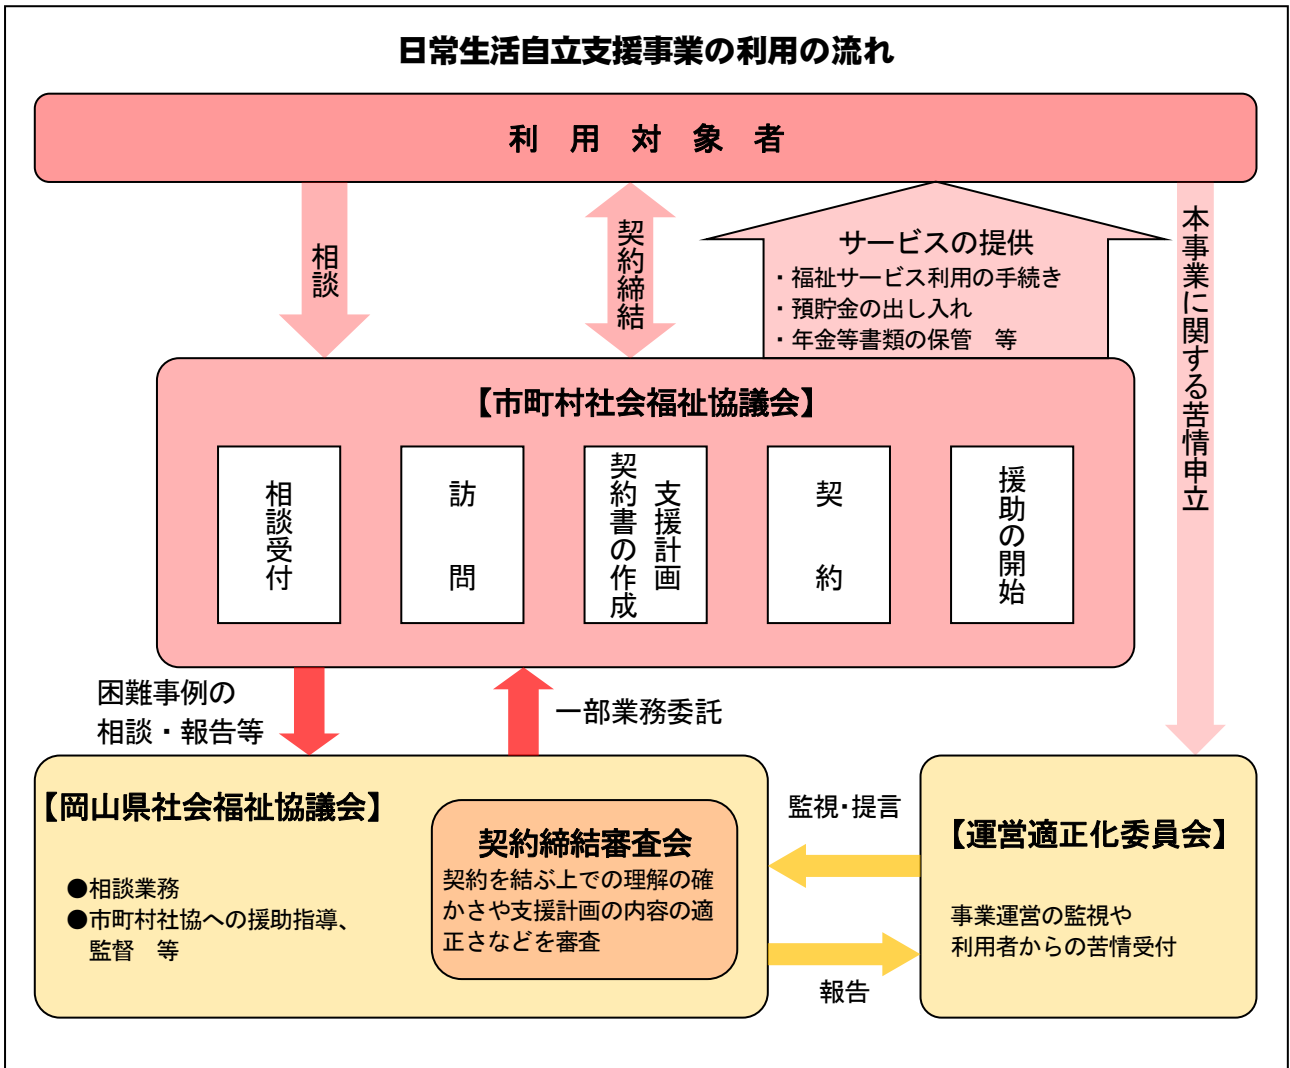 日常生活自立支援事業の利用の流れ
利　用　対　象　者
相談
契約締結
サービスの提供
・福祉サービス利用の手続き
・預貯金の出し入れ
・年金等書類の保管　等
本事業に関する苦情申立
【市町村社会福祉協議会】
相談受付
訪　問
支援計画
契約書の作成
契　約
援助の開始
困難事例の
相談・報告等
一部業務委託
【岡山県社会福祉協議会】
●相談業務
●市町村社協への援助指導、
監督　等
契約締結審査会
契約を結ぶ上での理解の確
かさや支援計画の内容の適
正さなどを審査
監視・提言
報告
【運営適正化委員会】
事業運営の監視や
利用者からの苦情受付